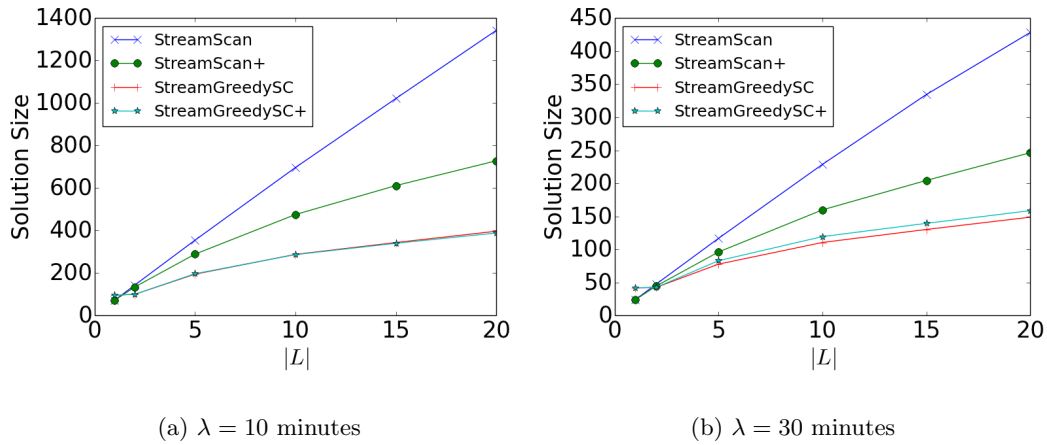 1400
1200
1000
800
600
400
200
0
Solution Size
StreamScan
StreamScan+
StreamGreedySC
StreamGreedySC+
0 5 10 15 20
|L|
(a) λ = 10 minutes
450
400
350
300
250
200
150
100
50
0
Solution Size
StreamScan
StreamScan+
StreamGreedySC
StreamGreedySC+
0 5 10 15 20
|L|
(b) λ = 30 minutes